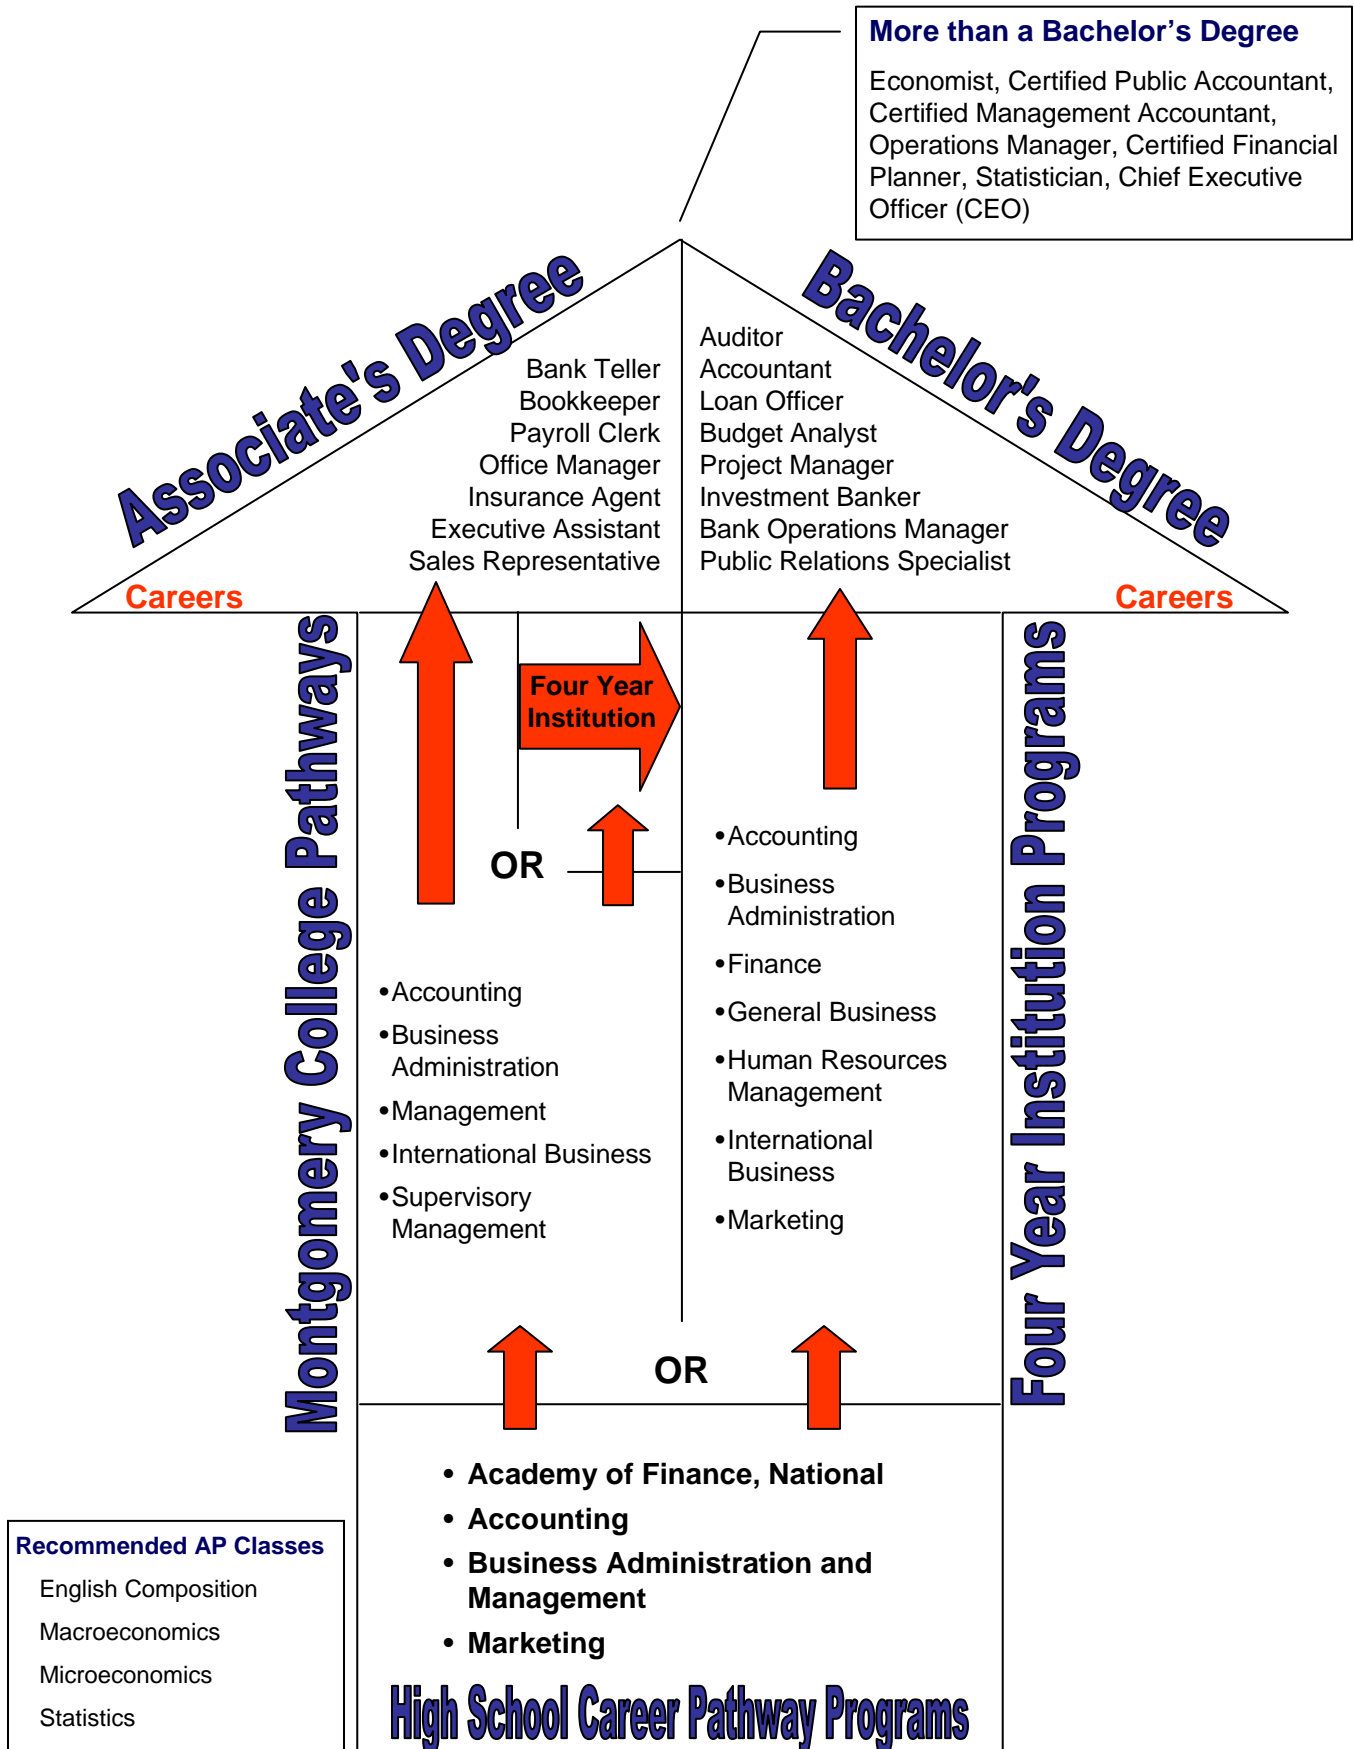 More than a Bachelor’s Degree
Economist, Certified Public Accountant,
Certified Management Accountant,
Operations Manager, Certified Financial
Planner, Statistician, Chief Executive
Officer (CEO)
Associate's Degree
Bachelor's Degree
Bank Teller
Bookkeeper
Payroll Clerk
Office Manager
Insurance Agent
Executive Assistant
Sales Representative
Careers
Auditor
Accountant
Loan Officer
Budget Analyst
Project Manager
Investment Banker
Bank Operations Manager
Public Relations Specialist
Careers
Montgomery College Pathways
Four Year
Institution
OR
•Accounting
•Business
Administration
•Management
•International Business
•Supervisory
Management
•Accounting
•Business
Administration
•Finance
•General Business
•Human Resources
Management
•International
Business
•Marketing
Four Year Institution Programs
OR
• Academy of Finance, National
• Accounting
• Business Administration and
Management
• Marketing
High School Career Pathway Programs
Recommended AP Classes
English Composition
Macroeconomics
Microeconomics
Statistics